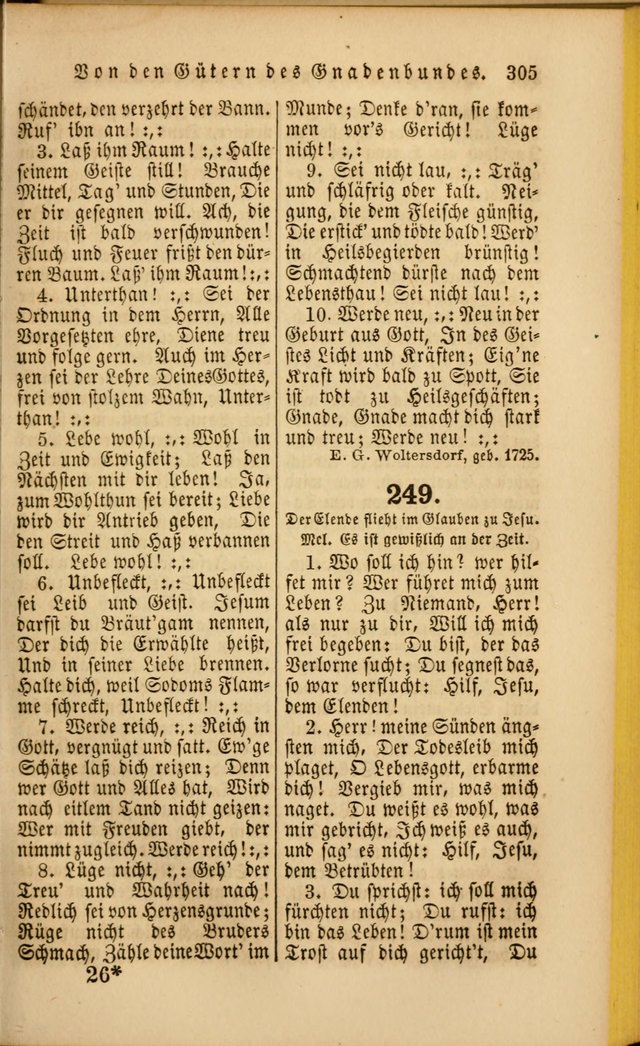 Von den Gütern des Gnadenbundes. 305
schändet, den verzehrt der Bann.
Ruf' ihn an! :,:
3. Laß ihm Raum! :,: Halte
seinem Geiste still! Brauche
Mittel, Tag' und Stunden, Die
er dir gesegnen will. Ach, die
Zeit ist bald verschwunden!
Fluch und Feuer frißt den dür=
ren Baum. Laß' ihm Raum! :,:
4. Unterthan! :,: Sei der
Ordnung in dem Herrn, Alle
Vorgesetzten ehre, Diene treu
und folge gern. Auch im Her=
zen sei der Lehre Deines Gottes,
frei von stolzem Wahn, Unter=
than! :,:
5. Lebe wohl, :,: Wohl in
Zeit und Ewigkeit; Laß den
Nächsten mit dir leben! Ja,
zum Wohlthun sei bereit; Liebe
wird dir Antrieb geben, Die
den Streit und Haß verbannen
soll. Lebe wohl! :,:
6. Unbefleckt, :,: Unbefleckt
sei Leib und Geist. Jesum
darfst du Bräut'gam nennen,
Der dich die Erwählte heißt,
Und in seiner Liebe brennen.
Halte dich, weil Sodoms Flam=
me schreckt, Unbefleckt! :,:
7. Werde reich, :,: Reich in
Gott, vergnügt und satt. Ew'ge
Schätze laß dich reizen; Denn
wer Gott und Alles hat, Wird
nach eitlem Tand nicht geizen:
Wer mit Freuden giebt, der
nimmt zugleich. Werde reich! :,:
8. Lüge nicht, :,: Geh' der
Treu' und Wahrheit nach!
Redlich sei von Herzensgrunde;
Rüge nicht des Bruders
Schmach, Zähle deine Wort' im
26*
Munde; Denke d'ran, sie kom=
men vor's Gericht! Lüge
nicht! :,:
9. Sei nicht lau, :,: Träg'
und schläfrig oder kalt. Nei=
gung, die dem Fleische günstig,
Die erstick' und tödte bald! Werd'
in Heilsbegierden brünstig!
Schmachtend dürste nach dem
Lebensthau! Sei nicht lau! :,:
10. Werde neu, :,: Neu in der
Geburt aus Gott, In des Gei=
stes Licht und Kräften; Eig'ne
Kraft wird bald zu Spott, Sie
ist todt zu Heilsgeschäften;
Gnade, Gnade macht dich stark
und treu; Werde neu! :,:
E. G. Woltersdorf, geb. 1725.
249.
Der Elende flieht im Glauben zu Jesu.
Mel. Es ist gewißlich an der Zeit.
1. Wo soll ich hin? wer hil=
fet mir? Wer führet mich zum
Leben? Zu Niemand, Herr!
als nur zu dir, Will ich mich
frei begeben: Du bist, der das
Verlorne sucht; Du segnest das,
so war verflucht: Hilf, Jesu,
dem Elenden!
2. Herr! meine Sünden äng=
sten mich, Der Todesleib mich
plaget, O Lebensgott, erbarme
dich! Vergieb mir, was mich
naget. Du weißt es wohl, was
mir gebricht, Ich weiß es auch,
und sag' es nicht: Hilf, Jesu,
dem Betrübten!
3. Du sprichst: ich soll mich
fürchten nicht; Du rufst: ich
bin das Leben! D'rum ist mein
Trost auf dich gericht't, Du